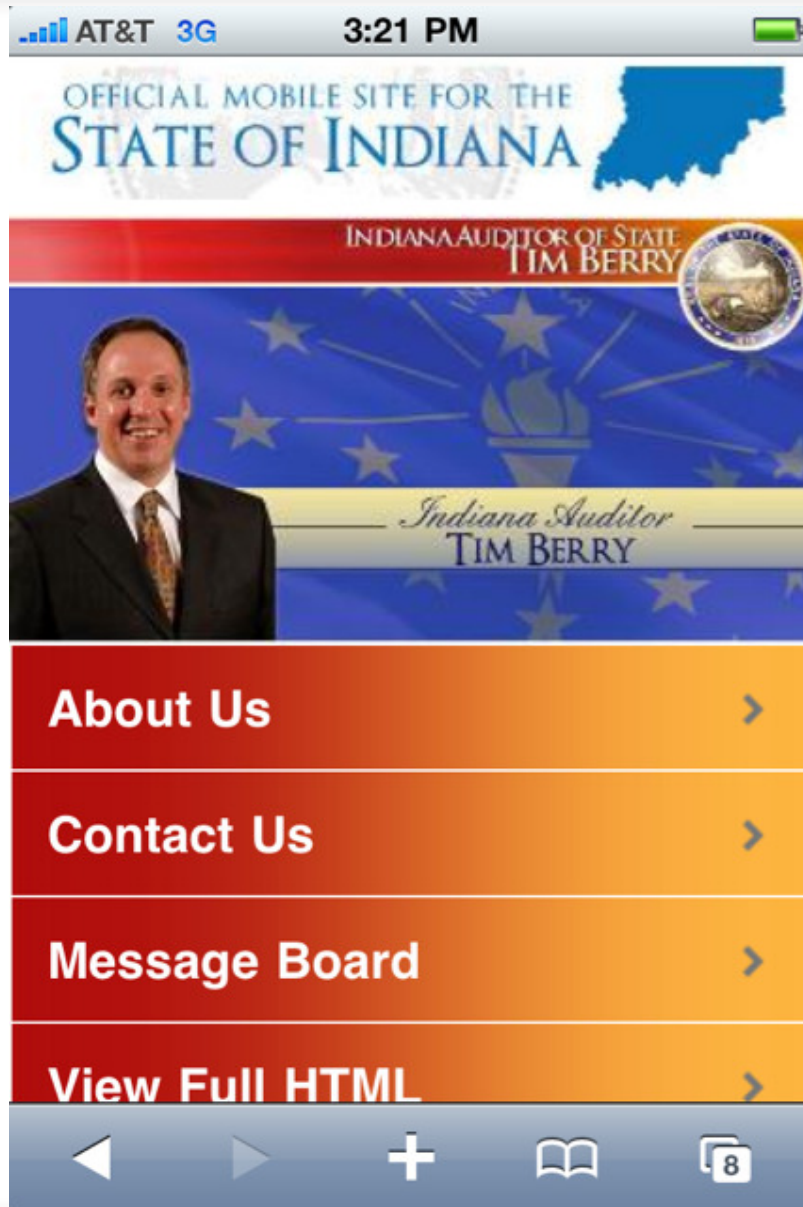 AT&T 3G 3:21 PM
OFFICIAL MOBILE SITE FOR THE
STATE OF INDIANA
INDIANA AUDITOR OF STATE
TIM BERRY
INDIANA
Indiana Auditor
TIM BERRY
About Us
Contact Us
Message Board
View Full HTML
8